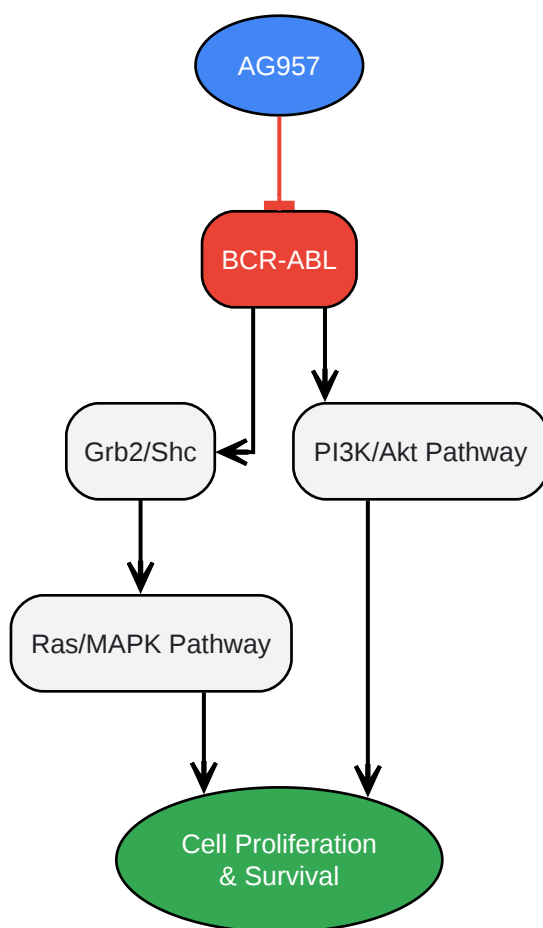 AG957
BCR-ABL
Grb2/Shc
PI3K/Akt Pathway
Ras/MAPK Pathway
Cell Proliferation
& Survival